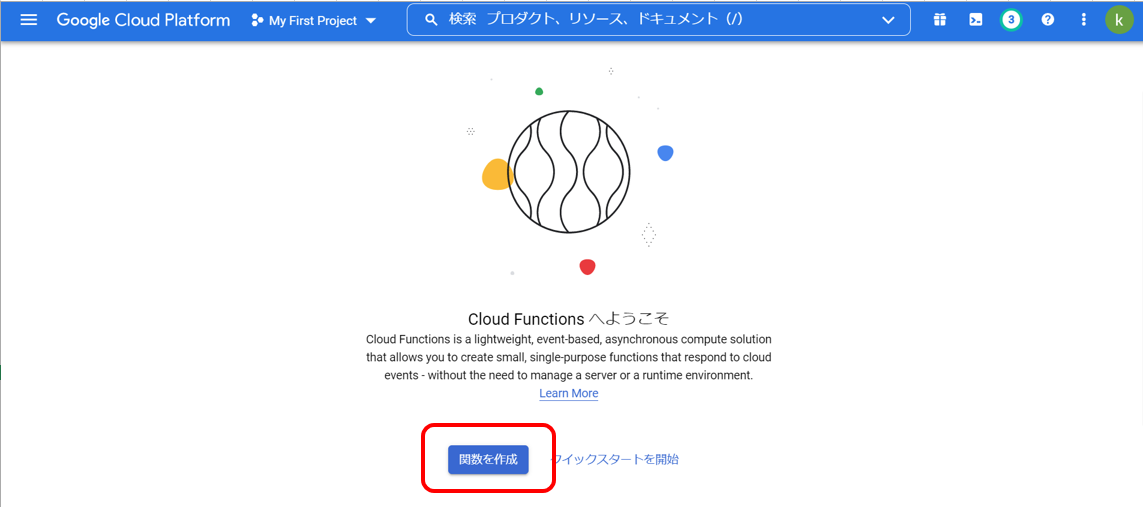 Google Cloud Platform My First Project 検索 プロダクト、リソース、ドキュメント (/) 3 k
Cloud Functions へようこそ
Cloud Functions is a lightweight, event-based, asynchronous compute solution
that allows you to create small, single-purpose functions that respond to cloud
events - without the need to manage a server or a runtime environment.
Learn More
関数を作成 クイックスタートを開始